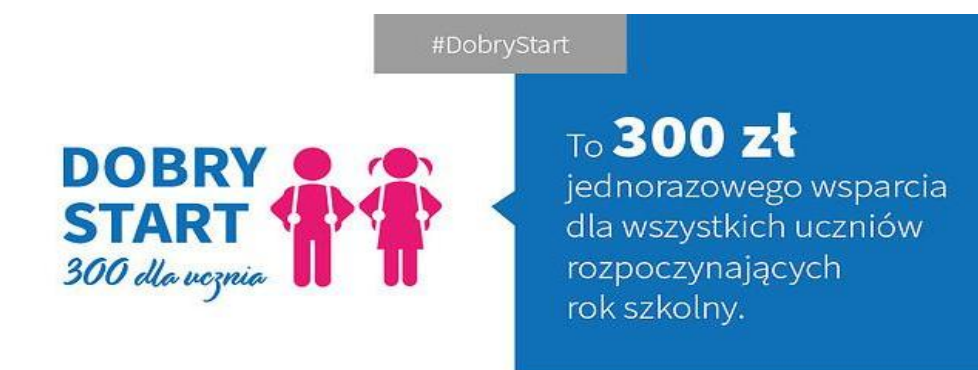 #DobryStart
DOBRY
START
300 dla ucznia
To 300 zł
jednorazowego wsparcia
dla wszystkich uczniów
rozpoczynających
rok szkolny.